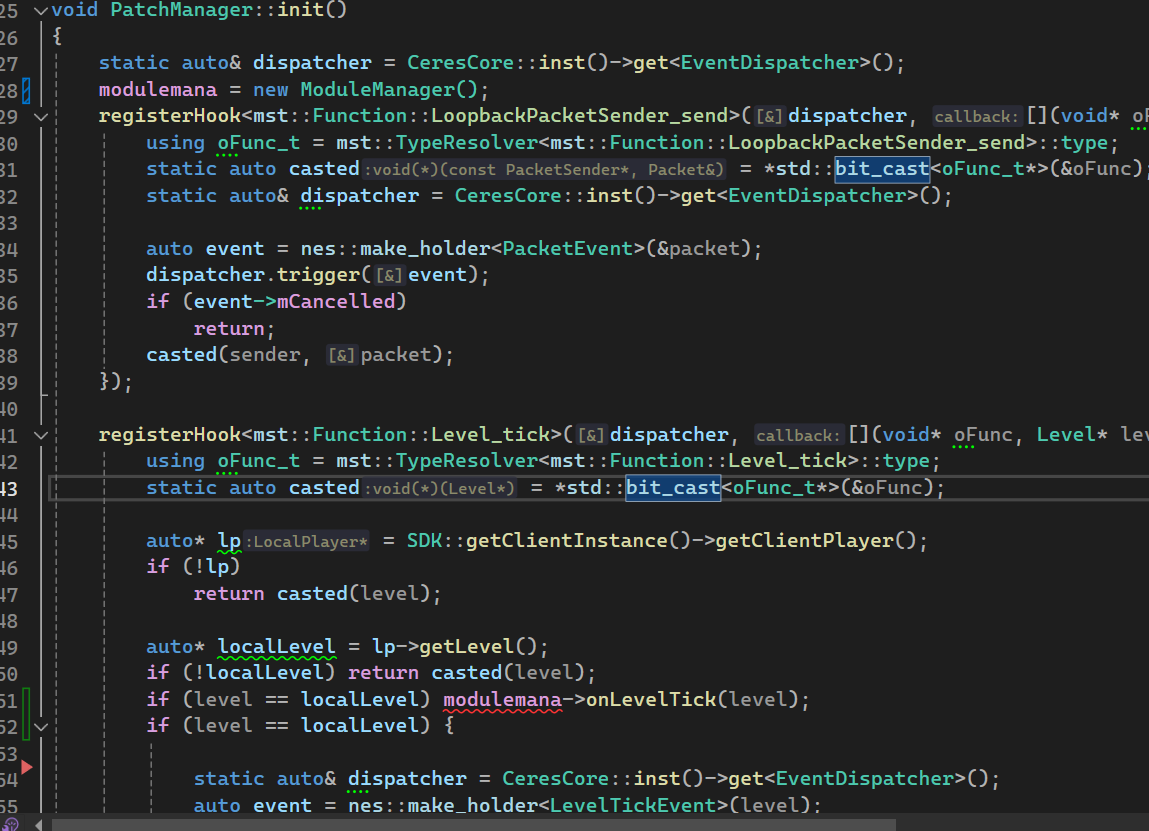 25 void PatchManager::init()
26 {
27 static auto& dispatcher = CeresCore::inst()->get<EventDispatcher>();
28 modulemana = new ModuleManager();
29 registerHook<mst::Function::LoopbackPacketSender_send>([&]dispatcher, callback: [](void* oF
30 using oFunc_t = mst::TypeResolver<mst::Function::LoopbackPacketSender_send>::type;
31 static auto casted:void(*)(const PacketSender*, Packet&) = *std::bit_cast<oFunc_t*>(&oFunc);
32 static auto& dispatcher = CeresCore::inst()->get<EventDispatcher>();
33
34 auto event = nes::make_holder<PacketEvent>(&packet);
35 dispatcher.trigger([&]event);
36 if (event->mCancelled)
37 return;
38 casted(sender, [&]packet);
39 });
40
41 registerHook<mst::Function::Level_tick>([&]dispatcher, callback: [](void* oFunc, Level* lev
42 using oFunc_t = mst::TypeResolver<mst::Function::Level_tick>::type;
43 static auto casted:void(*)(Level*) = *std::bit_cast<oFunc_t*>(&oFunc);
44
45 auto* lp:LocalPlayer* = SDK::getClientInstance()->getClientPlayer();
46 if (!lp)
47 return casted(level);
48
49 auto* localLevel = lp->getLevel();
50 if (!localLevel) return casted(level);
51 if (level == localLevel) modulemana->onLevelTick(level);
52 if (level == localLevel) {
53
54 static auto& dispatcher = CeresCore::inst()->get<EventDispatcher>();
55 auto event = nes::make_holder<LevelTickEvent>(level);